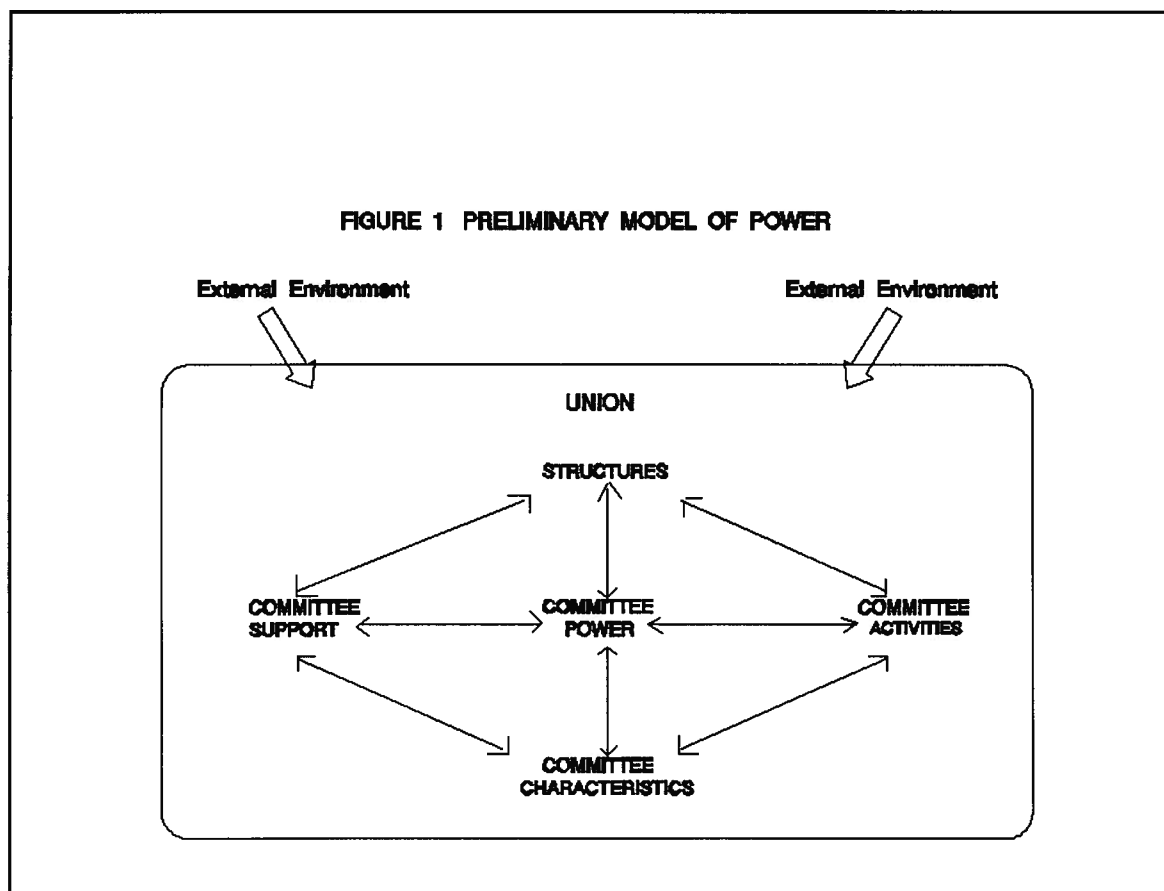 FIGURE 1 PRELIMINARY MODEL OF POWER
External Environment
External Environment
UNION
STRUCTURES
COMMITTEE
SUPPORT
COMMITTEE
POWER
COMMITTEE
ACTIVITIES
COMMITTEE
CHARACTERISTICS